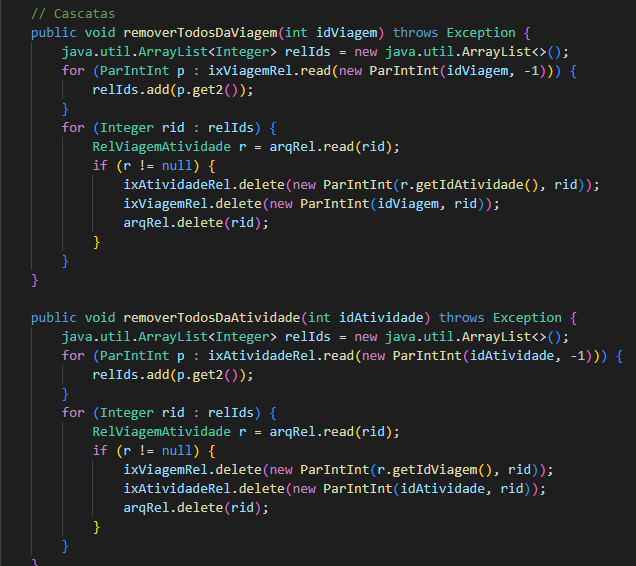 // Cascatas
public void removerTodosDaViagem(int idViagem) throws Exception {
java.util.ArrayList<Integer> relIds = new java.util.ArrayList<>();
for (ParIntInt p : ixViagemRel.read(new ParIntInt(idViagem, -1))) {
relIds.add(p.get2());
}
for (Integer rid : relIds) {
RelViagemAtividade r = arqRel.read(rid);
if (r != null) {
ixAtividadeRel.delete(new ParIntInt(r.getIdAtividade(), rid));
ixViagemRel.delete(new ParIntInt(idViagem, rid));
arqRel.delete(rid);
}
}
}
public void removerTodosDaAtividade(int idAtividade) throws Exception {
java.util.ArrayList<Integer> relIds = new java.util.ArrayList<>();
for (ParIntInt p : ixAtividadeRel.read(new ParIntInt(idAtividade, -1))) {
relIds.add(p.get2());
}
for (Integer rid : relIds) {
RelViagemAtividade r = arqRel.read(rid);
if (r != null) {
ixViagemRel.delete(new ParIntInt(r.getIdViagem(), rid));
ixAtividadeRel.delete(new ParIntInt(idAtividade, rid));
arqRel.delete(rid);
}
}
}